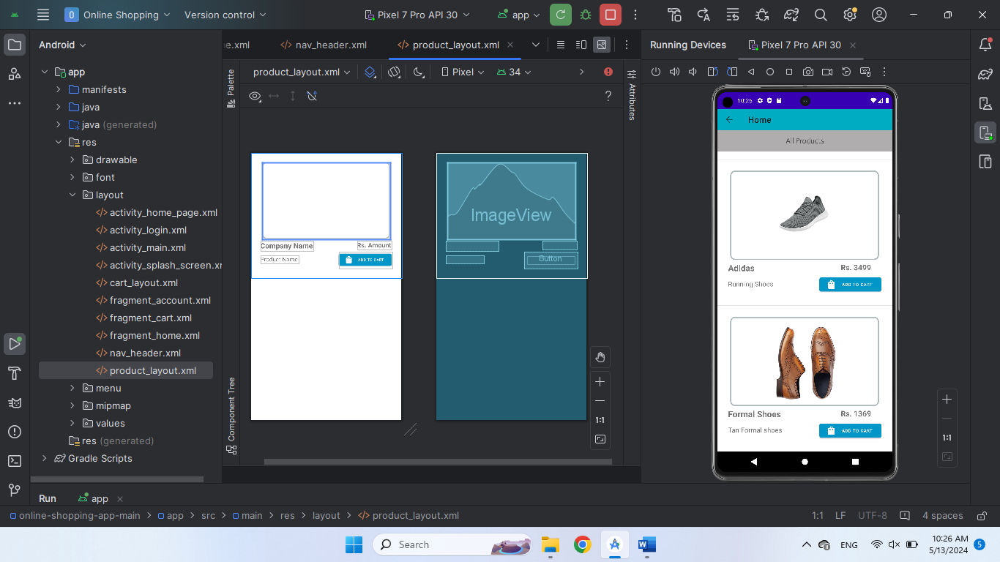 O Online Shopping Version control Pixel 7 Pro API 30 app
Android
app
manifests
java
java (generated)
res
drawable
font
layout
activity_home_page.xml
activity_login.xml
activity_main.xml
activity_splash_screen.xr
cart_layout.xml
fragment_account.xml
fragment_cart.xml
fragment_home.xml
nav_header.xml
product_layout.xml
menu
mipmap
values
res (generated)
Gradle Scripts
e.xml nav_header.xml product_layout.xml
product_layout.xml Pixel 34
Palette
Component Tree
Attributes
?
Company Name Rs. Amount
Product Name ADD TO CART
ImageView
Button
1:1
Running Devices Pixel 7 Pro API 30
10:26
Home
All Products
Adidas Rs. 3499
Running Shoes ADD TO CART
Formal Shoes Rs. 1369
Tan Formal shoes ADD TO CART
1:1
Run app
online-shopping-app-main app src main res layout product_layout.xml 1:1 LF UTF-8 4 spaces
Search ENG 10:26 AM
5/13/2024 5